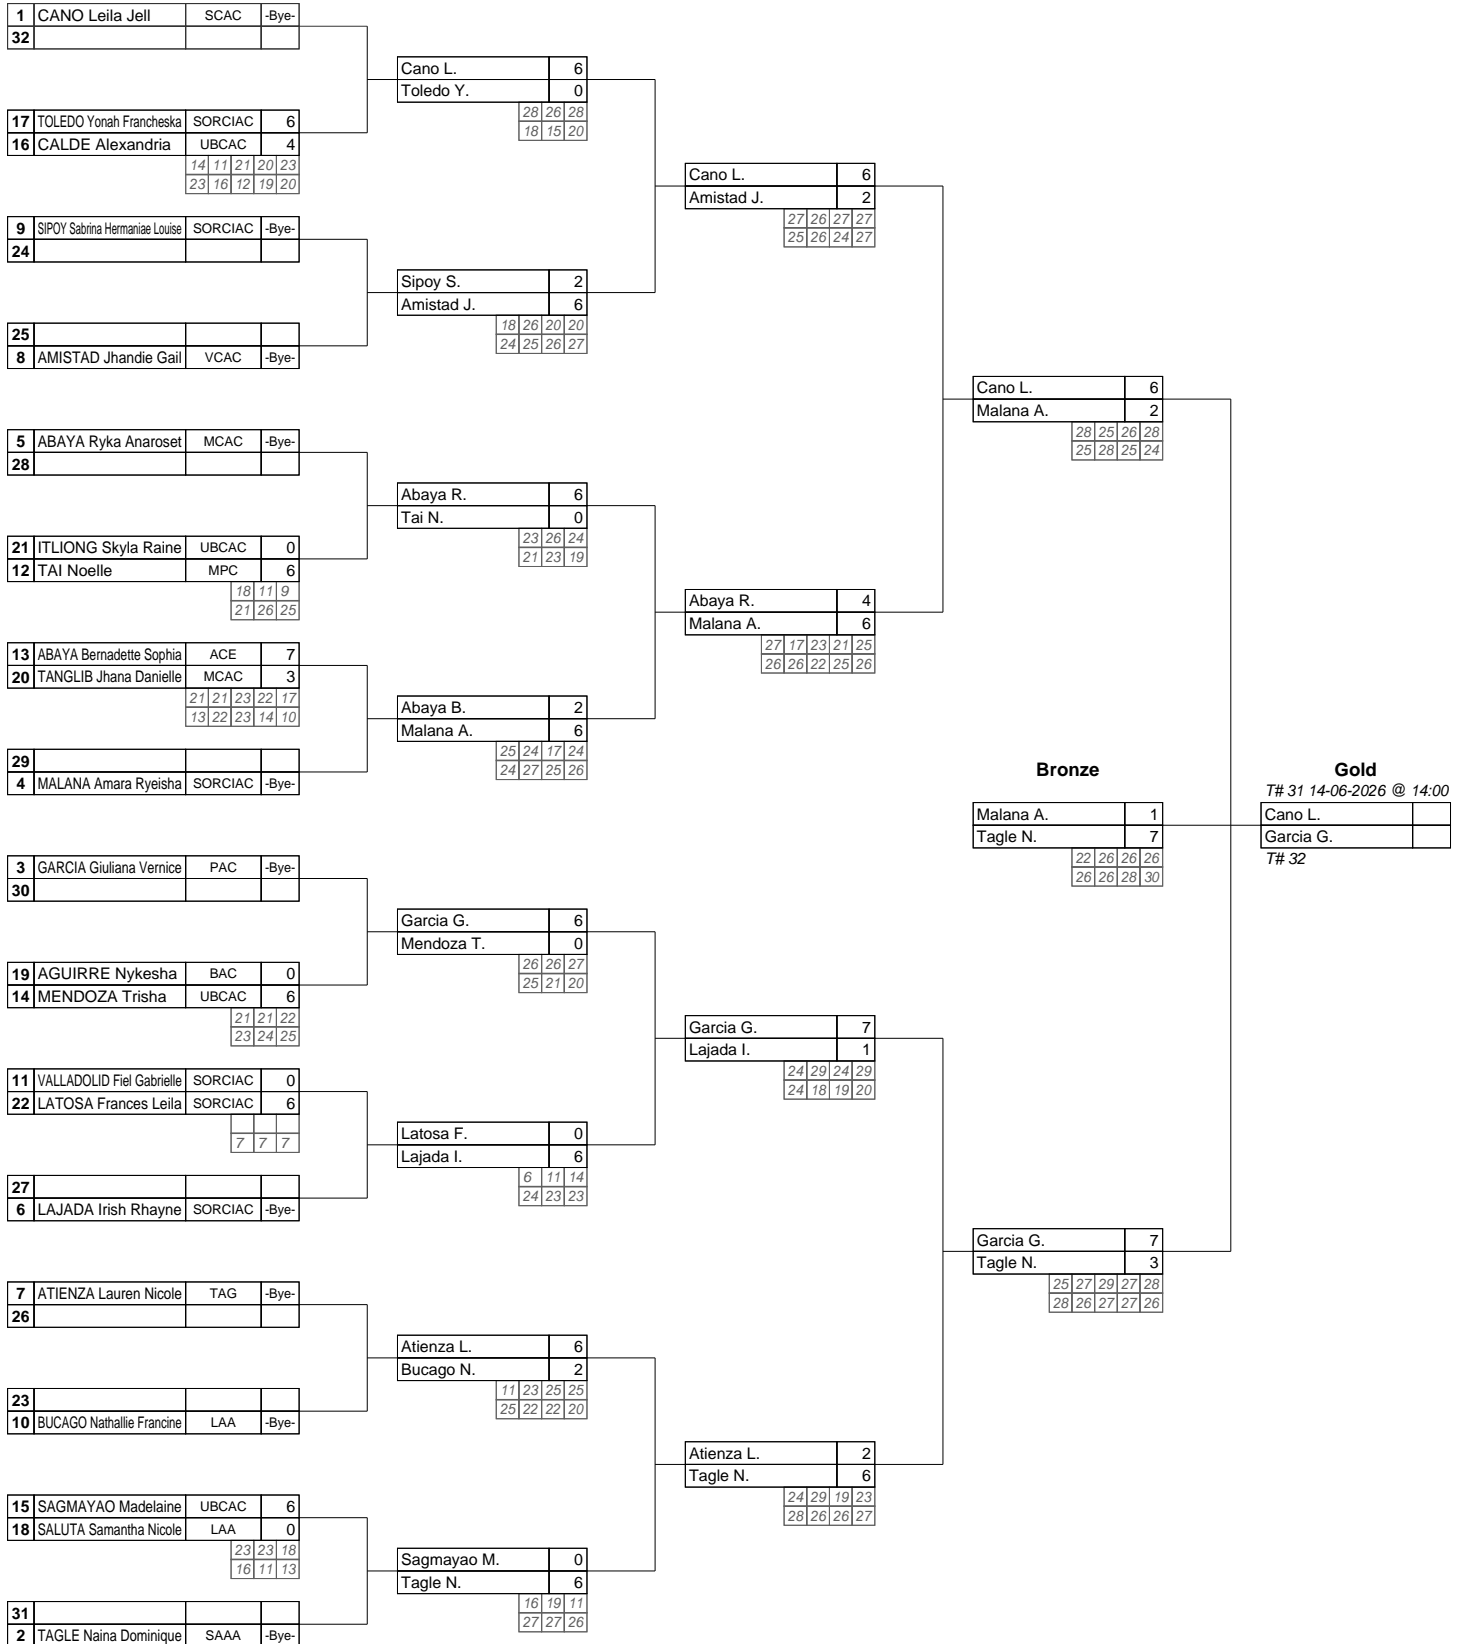 1 CANO Leila Jell SCAC -Bye-
32
Cano L. 6
Toledo Y. 0
28 26 28
18 15 20
17 TOLEDO Yonah Francheska SORCIAC 6
16 CALDE Alexandria UBCAC 4
14 11 21 20 23
23 16 12 19 20
Cano L. 6
Amistad J. 2
27 26 27 27
25 26 24 27
9 SIPOY Sabrina Hermaniae Louise SORCIAC -Bye-
24
Sipoy S. 2
Amistad J. 6
18 26 20 20
24 25 26 27
25
8 AMISTAD Jhandie Gail VCAC -Bye-
Cano L. 6
Malana A. 2
28 25 26 28
25 28 25 24
5 ABAYA Ryka Anaroset MCAC -Bye-
28
Abaya R. 6
Tai N. 0
23 26 24
21 23 19
21 ITLIONG Skyla Raine UBCAC 0
12 TAI Noelle MPC 6
18 11 9
21 26 25
Abaya R. 4
Malana A. 6
27 17 23 21 25
26 26 22 25 26
13 ABAYA Bernadette Sophia ACE 7
20 TANGLIB Jhana Danielle MCAC 3
21 21 23 22 17
13 22 23 14 10
Abaya B. 2
Malana A. 6
25 24 17 24
24 27 25 26
29
4 MALANA Amara Ryeisha SORCIAC -Bye-
Bronze
Gold
T# 31 14-06-2026 @ 14:00
Malana A. 1
Tagle N. 7
22 26 26 26
26 26 28 30
Cano L.
Garcia G.
T# 32
3 GARCIA Giuliana Vernice PAC -Bye-
30
Garcia G. 6
Mendoza T. 0
26 26 27
25 21 20
19 AGUIRRE Nykesha BAC 0
14 MENDOZA Trisha UBCAC 6
21 21 22
23 24 25
Garcia G. 7
Lajada I. 1
24 29 24 29
24 18 19 20
11 VALLADOLID Fiel Gabrielle SORCIAC 0
22 LATOSA Frances Leila SORCIAC 6
7 7 7
Latosa F. 0
Lajada I. 6
6 11 14
24 23 23
27
6 LAJADA Irish Rhayne SORCIAC -Bye-
Garcia G. 7
Tagle N. 3
25 27 29 27 28
28 26 27 27 26
7 ATIENZA Lauren Nicole TAG -Bye-
26
Atienza L. 6
Bucago N. 2
11 23 25 25
25 22 22 20
23
10 BUCAGO Nathallie Francine LAA -Bye-
Atienza L. 2
Tagle N. 6
24 29 19 23
28 26 26 27
15 SAGMAYAO Madelaine UBCAC 6
18 SALUTA Samantha Nicole LAA 0
23 23 18
16 11 13
Sagmayao M. 0
Tagle N. 6
16 19 11
27 27 26
31
2 TAGLE Naina Dominique SAAA -Bye-